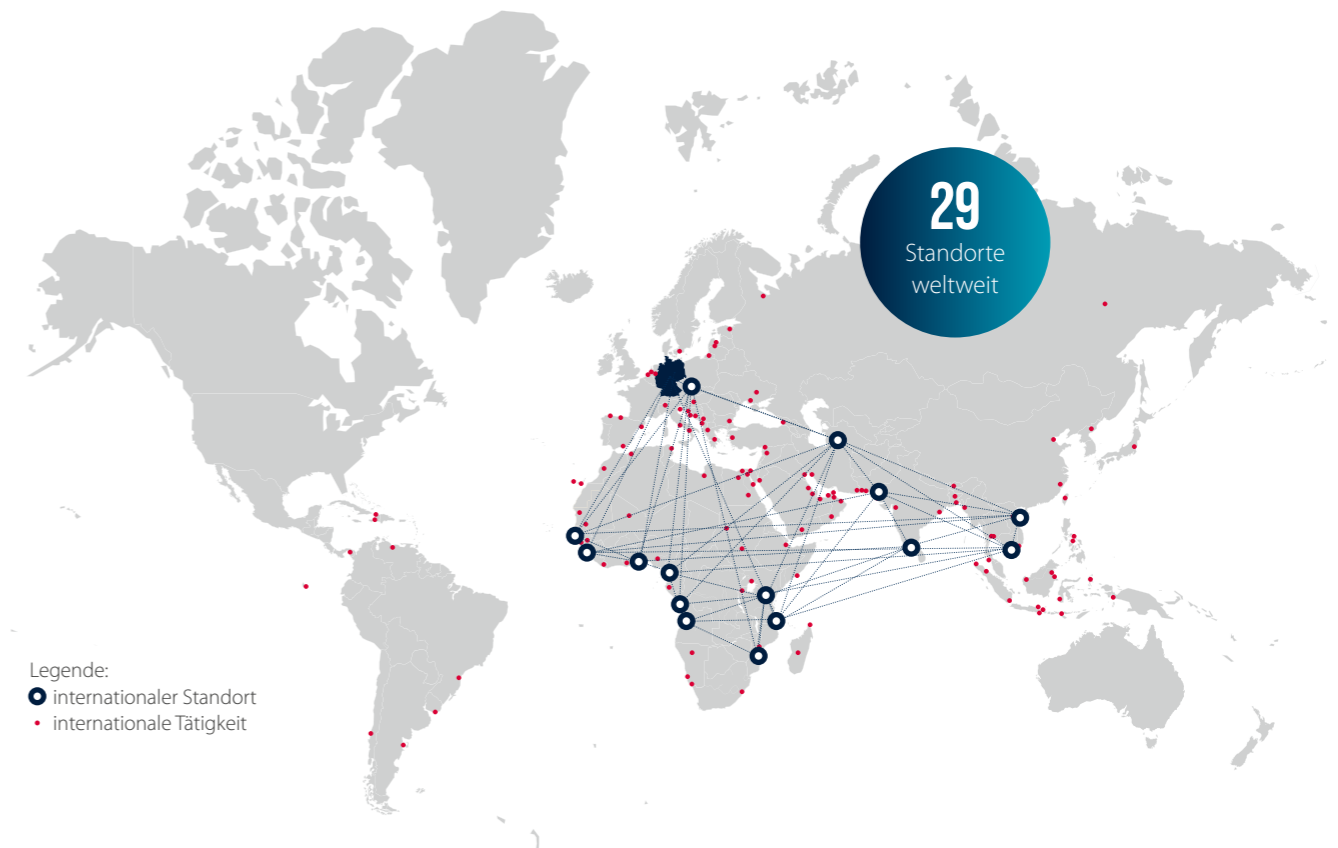 29
Standorte
weltweit
Legende:
internationaler Standort
internationale Tätigkeit